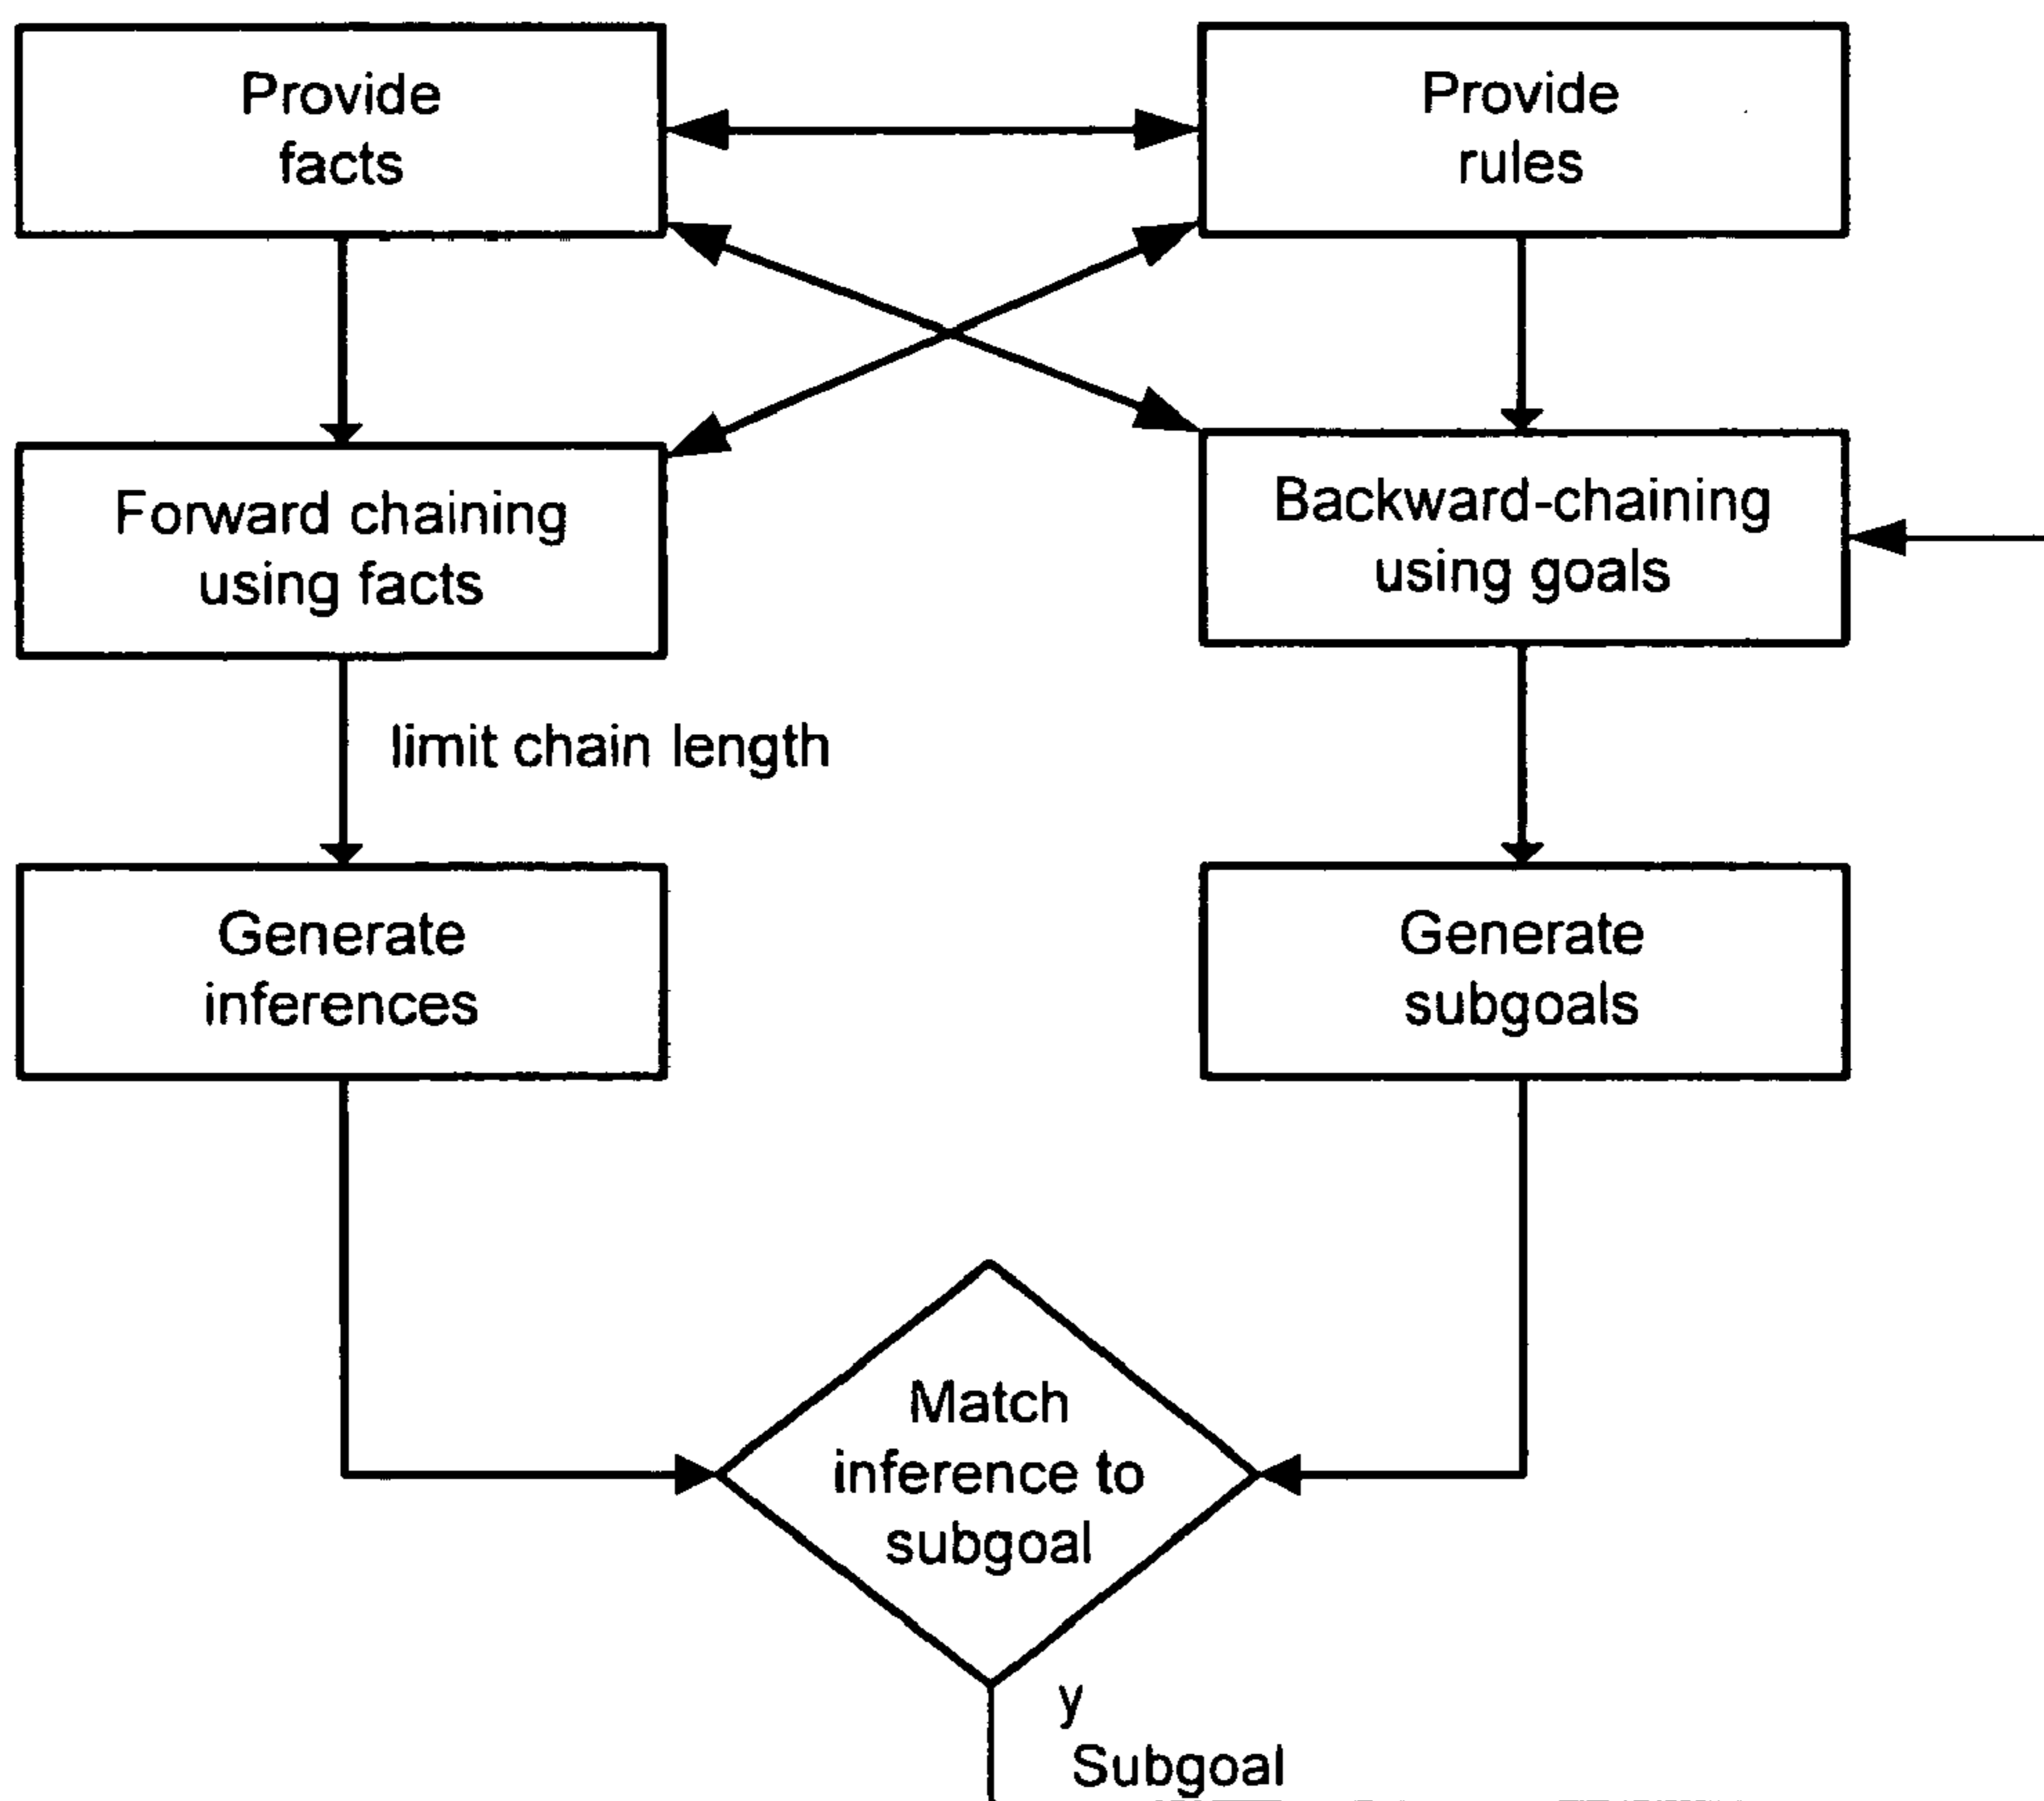 Provide
facts
Provide
rules
Forward chaining
using facts
Backward-chaining
using goals
limit chain length
Generate
inferences
Generate
subgoals
Match
inference to
subgoal
y
Subgoal